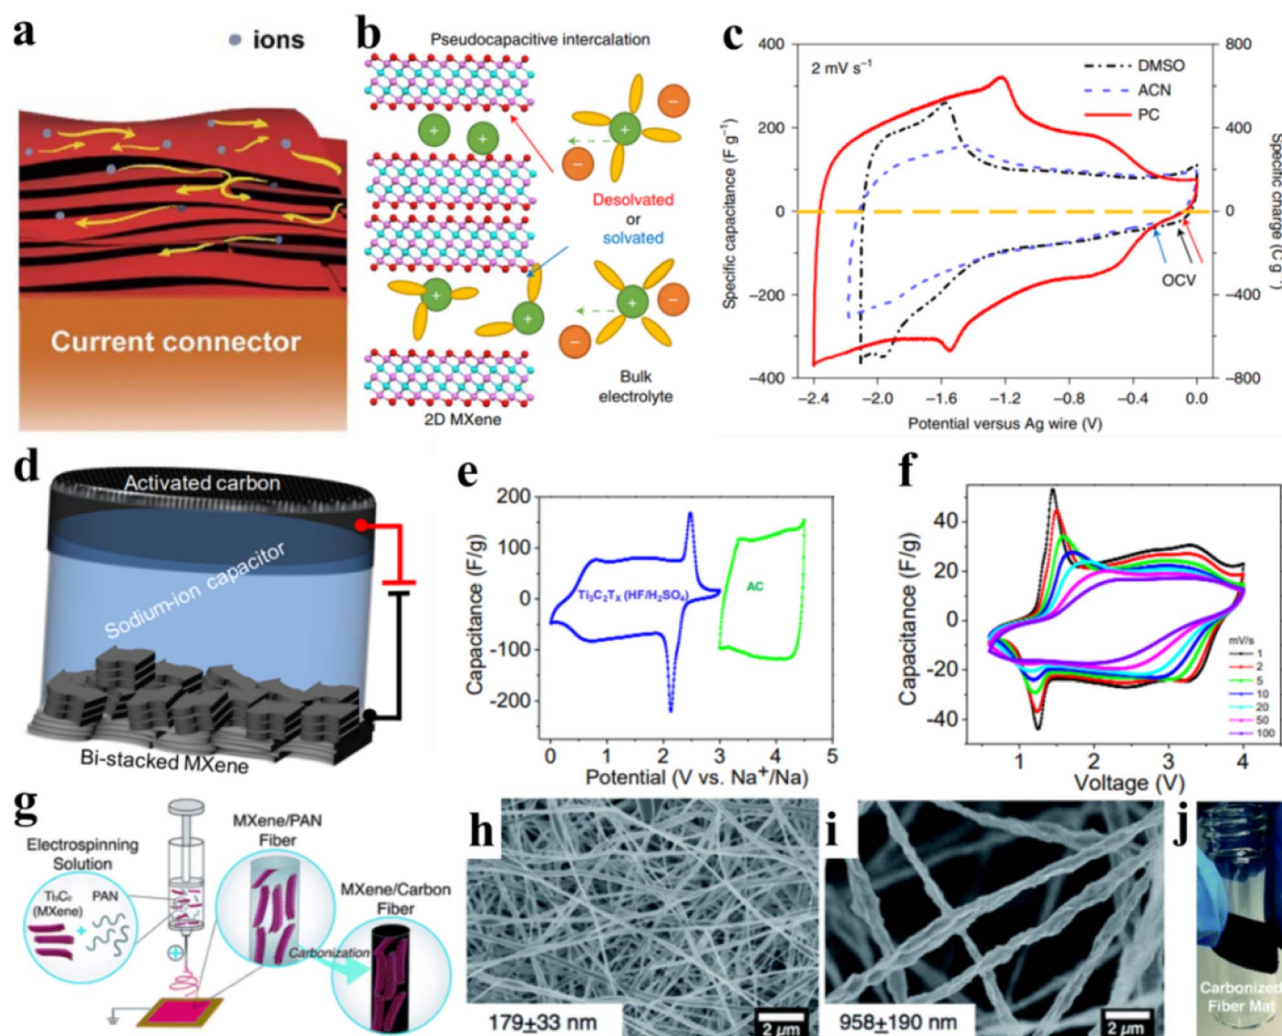 a
ions
Current connector
b
Pseudocapacitive intercalation
+
+
+
−
−
Desolvated
or
solvated
+
+
+
−
−
Bulk
electrolyte
2D MXene
c
400
200
0
−200
−400
Specific capacitance (F g⁻¹)
2 mV s⁻¹
DMSO
ACN
PC
OCV
800
400
0
−400
−800
Specific charge (C g⁻¹)
−2.4 −2.0 −1.6 −1.2 −0.8 −0.4 0.0
Potential versus Ag wire (V)
d
Activated carbon
Sodium-ion capacitor
Bi-stacked MXene
e
200
100
0
-100
-200
Capacitance (F/g)
Ti₃C₂Tₓ (HF/H₂SO₄)
AC
0 1 2 3 4 5
Potential (V vs. Na⁺/Na)
f
40
20
0
-20
-40
Capacitance (F/g)
mV/s
1
2
5
10
20
50
100
1 2 3 4
Voltage (V)
g
Electrospinning
Solution
Ti₃C₂
(MXene)
+
PAN
+
MXene/PAN
Fiber
Carbonization
MXene/Carbon
Fiber
h
179±33 nm
2 μm
i
958±190 nm
2 μm
j
Carbonized
Fiber Mat